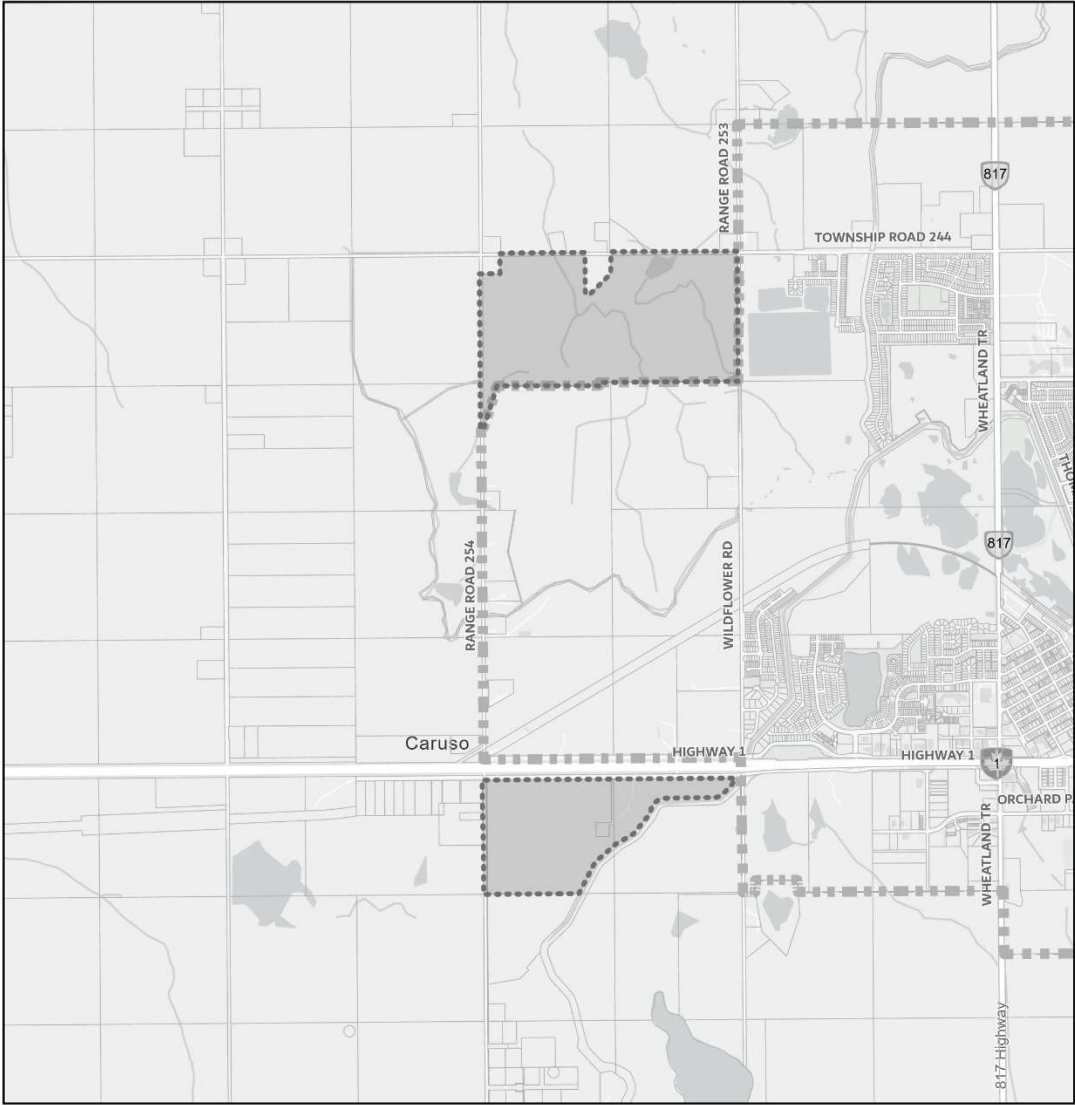 RANGE ROAD 253
817
TOWNSHIP ROAD 244
WHEATLAND TR
817
RANGE ROAD 254
WILDFLOWER RD
Caruso
HIGHWAY 1
HIGHWAY 1
1
ORCHARD P
WHEATLAND TR
817 Highway